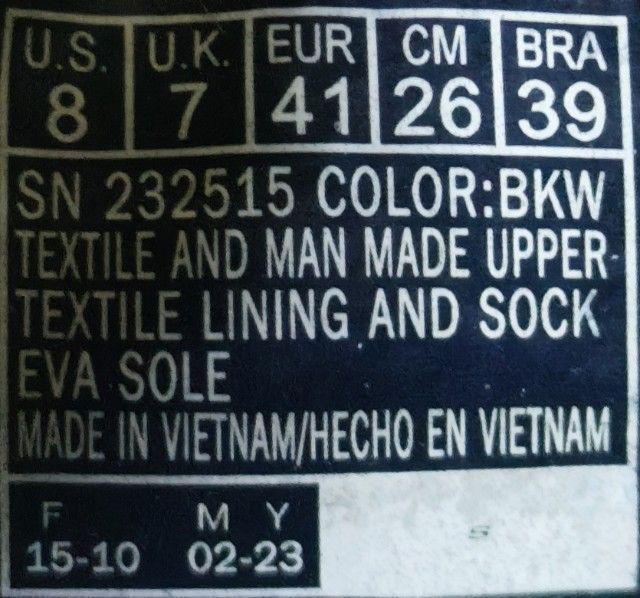 U.S. U.K. EUR CM BRA
8 7 41 26 39
SN 232515 COLOR:BKW
TEXTILE AND MAN MADE UPPER
TEXTILE LINING AND SOCK
EVA SOLE
MADE IN VIETNAM/HECHO EN VIETNAM
F M Y
15-10 02-23